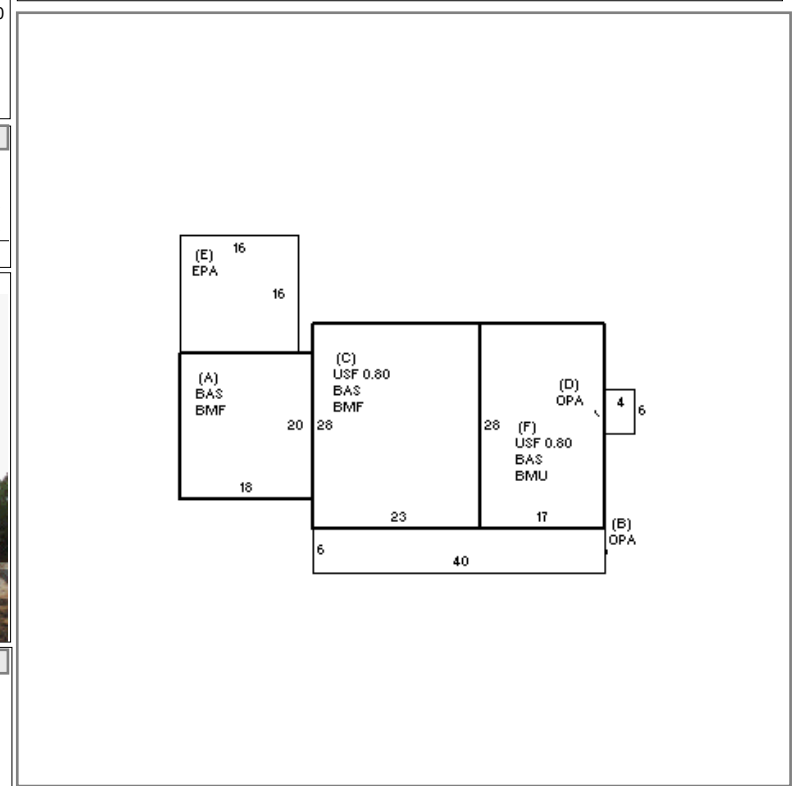 16
(E)
EPA
16
(A)
BAS
BMF
20
18
(C)
USF 0.80
BAS
BMF
28
23
(D)
OPA
4
6
28
(F)
USF 0.80
BAS
BMU
17
(B)
OPA
6
40